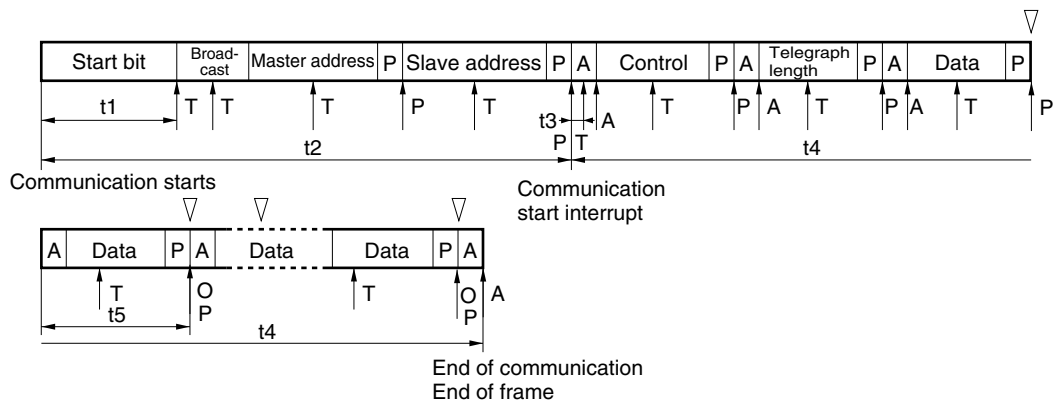 Start bit
Broad-
cast
Master address
P
Slave address
P
A
Control
P
A
Telegraph
length
P
A
Data
P
t1
T
T
T
P
T
t3
A
T
P
A
T
P
A
T
P
t2
P
T
t4
Communication starts
Communication
start interrupt
A
Data
P
A
Data
Data
P
A
T
O
P
T
O
P
A
t5
t4
End of communication
End of frame